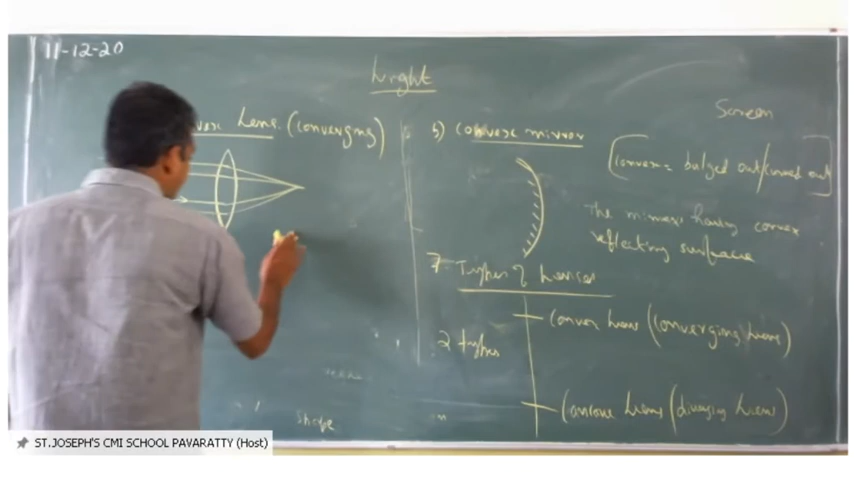 11-12-20
Light
Lens. (converging)
5) Convex mirror
Screen
convex = bulged out/curved out
The mirrors having convex
reflecting surface
7. Types of Lenses
2 types
Convex Lens (converging Lens)
Concave Lens (diverging Lens)
shape
ST.JOSEPH'S CMI SCHOOL PAVARATTY (Host)